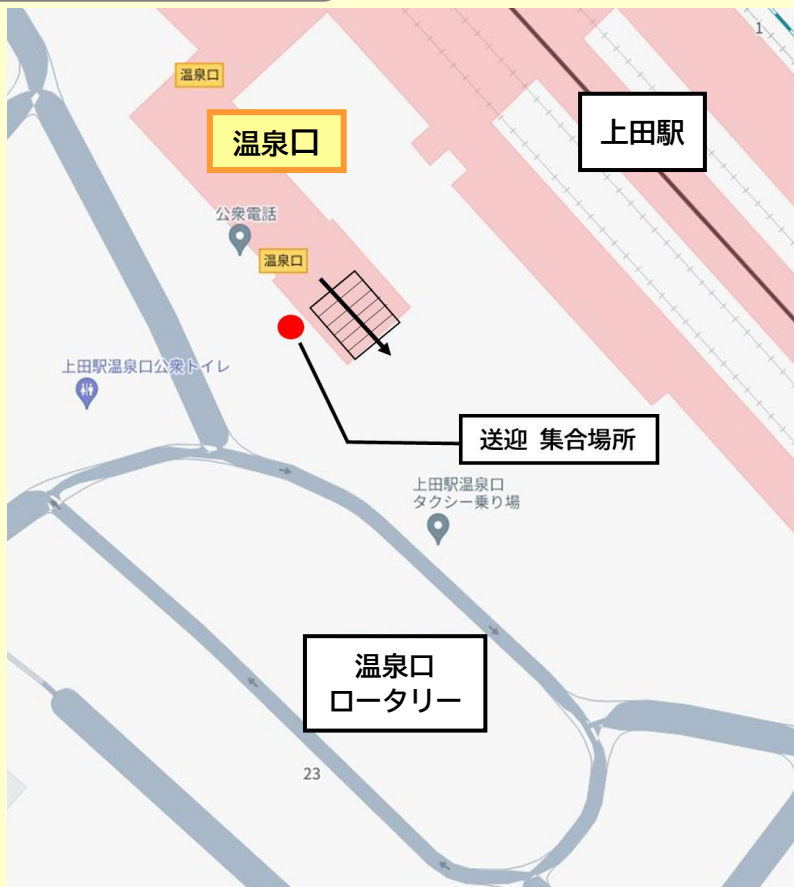 1
温泉口
温泉口
上田駅
公衆電話
温泉口
上田駅温泉口公衆トイレ
送迎 集合場所
上田駅温泉口
タクシー乗り場
温泉口
ロータリー
23